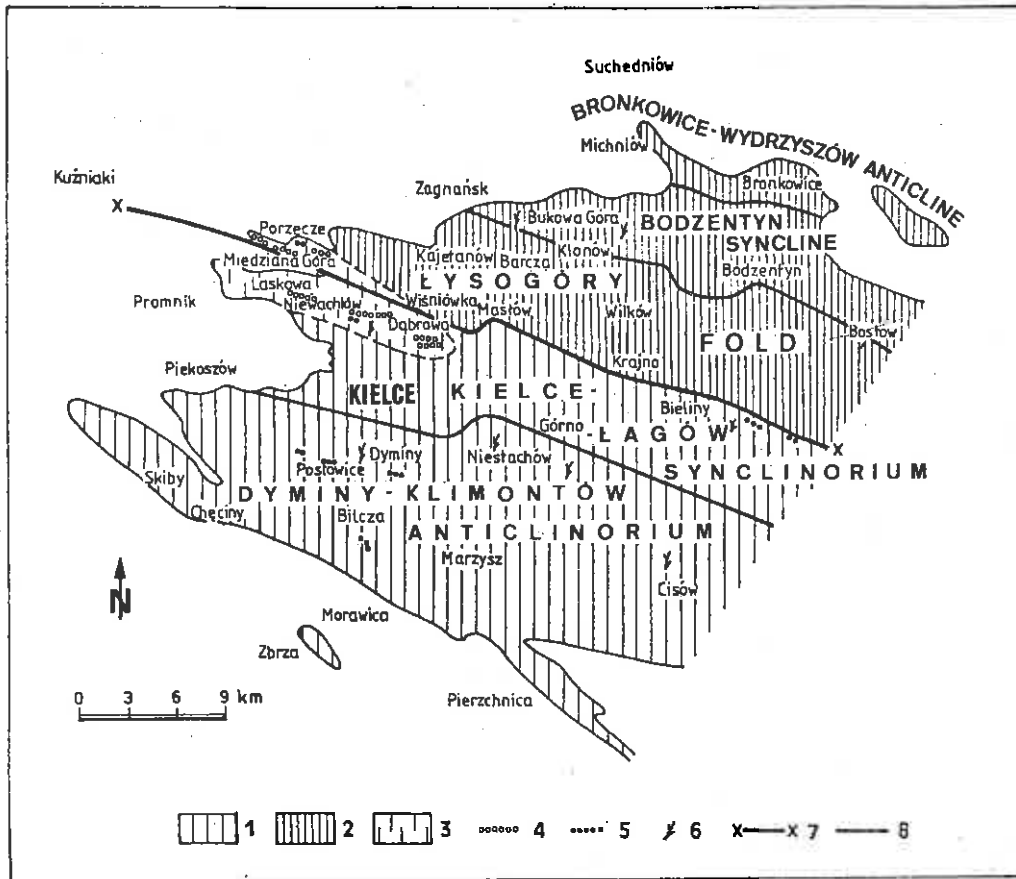 Suchedniów
BRONKOWICE-WYDRZYSZÓW ANTICLINE
Michniów
Kuźniaki
Zagnańsk
Bronkowice
X
Bukowa Góra
BODZENTYN
Porzecze
SYNCLINE
Miedziana Góra
Kajetanów
Barcza
Klonów
Bodzentyn
ŁYSOGÓRY
Laskowa
Promnik
Niewachlów
Wiśniówka
Masłów
Wilków
Dąbrowa
FOLD
Bostów
Krajna
Piekoszów
KIELCE
KIELCE-
Bieliny
Górno
-ŁAGÓW
X
Dyminy
Niestachów
SYNCLINORIUM
Posłowice
Skiby
DYMINY-KLIMONTÓW
Chęciny
Bilcza
ANTICLINORIUM
Marzysz
Cisów
N
Morawica
Zbrza
0 3 6 9 km
Pierzchnica
1 2 3 4 5 6 X X 7 8